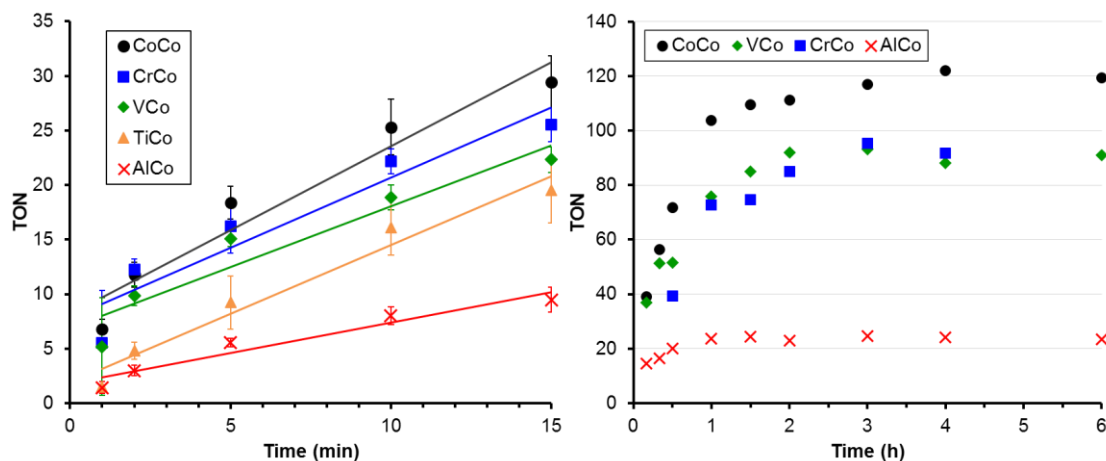 35
30
25
20
15
10
5
0
TON
CoCo
CrCo
VCo
TiCo
AlCo
0 5 10 15
Time (min)
140
120
100
80
60
40
20
0
TON
CoCo VCo CrCo AlCo
0 1 2 3 4 5 6
Time (h)